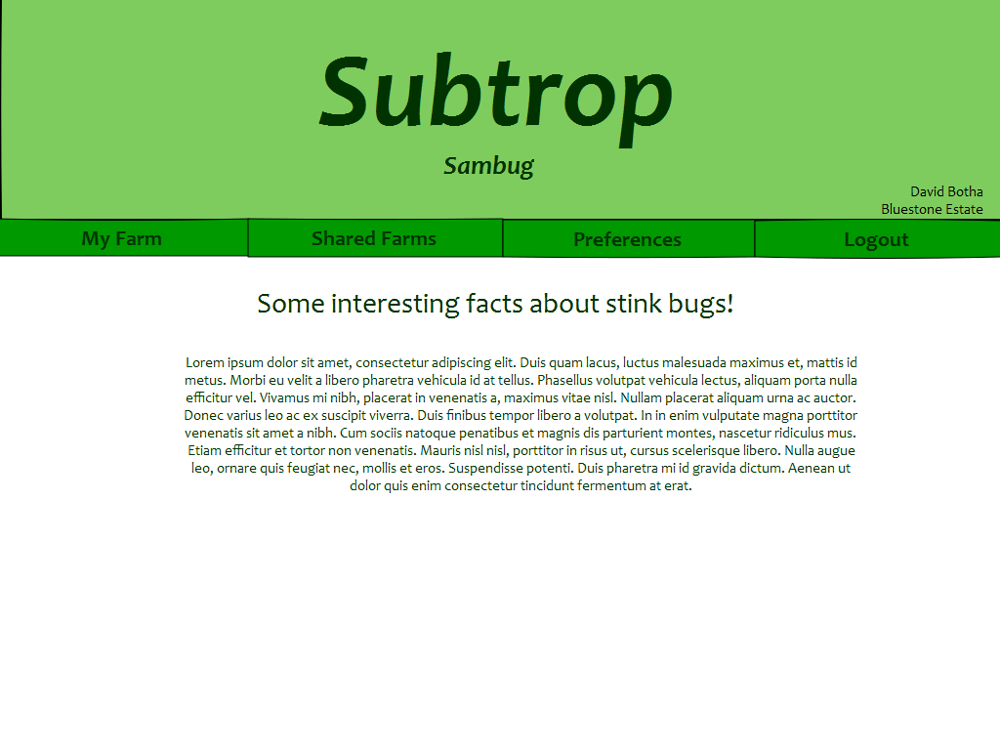 Subtrop
Sambug
David Botha
Bluestone Estate
My Farm
Shared Farms
Preferences
Logout
Some interesting facts about stink bugs!
Lorem ipsum dolor sit amet, consectetur adipiscing elit. Duis quam lacus, luctus malesuada maximus et, mattis id
metus. Morbi eu velit a libero pharetra vehicula id at tellus. Phasellus volutpat vehicula lectus, aliquam porta nulla
efficitur vel. Vivamus mi nibh, placerat in venenatis a, maximus vitae nisl. Nullam placerat aliquam urna ac auctor.
Donec varius leo ac ex suscipit viverra. Duis finibus tempor libero a volutpat. In in enim vulputate magna porttitor
venenatis sit amet a nibh. Cum sociis natoque penatibus et magnis dis parturient montes, nascetur ridiculus mus.
Etiam efficitur et tortor non venenatis. Mauris nisl nisl, porttitor in risus ut, cursus scelerisque libero. Nulla augue
leo, ornare quis feugiat nec, mollis et eros. Suspendisse potenti. Duis pharetra mi id gravida dictum. Aenean ut
dolor quis enim consectetur tincidunt fermentum at erat.